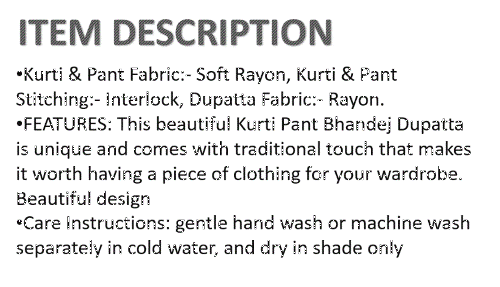 ITEM DESCRIPTION
•Kurti & Pant Fabric:- Soft Rayon, Kurti & Pant
Stitching:- Interlock, Dupatta Fabric:- Rayon.
•FEATURES: This beautiful Kurti Pant Bhandej Dupatta
is unique and comes with traditional touch that makes
it worth having a piece of clothing for your wardrobe.
Beautiful design
•Care Instructions: gentle hand wash or machine wash
separately in cold water, and dry in shade only